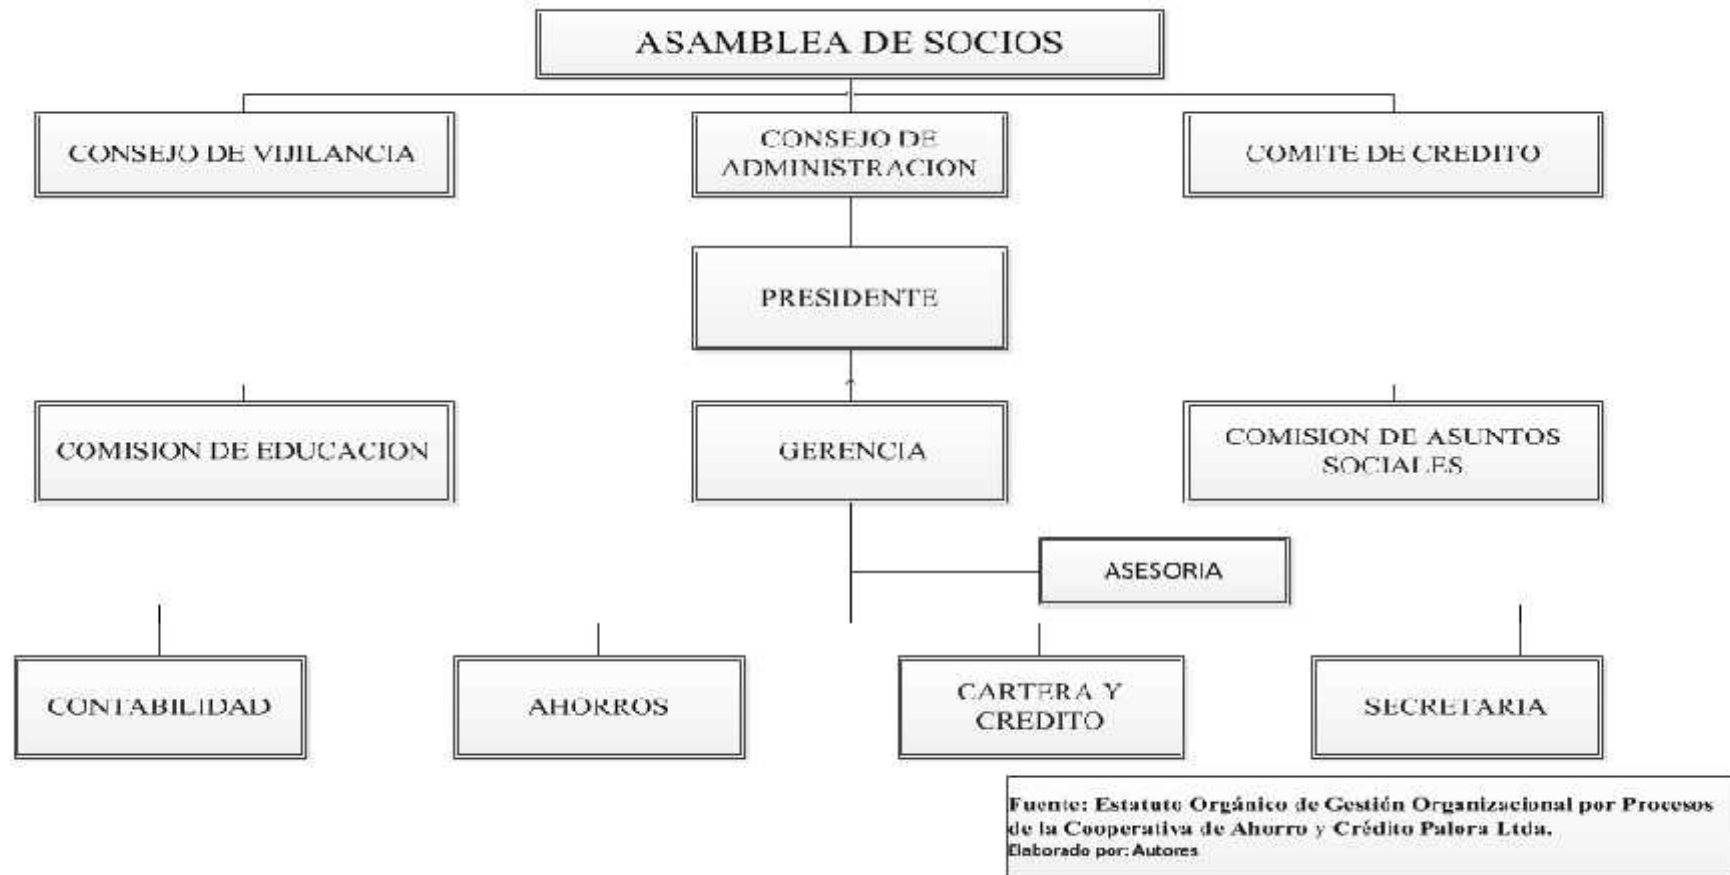 ASAMBLEA DE SOCIOS
CONSEJO DE VIJILANCIA
CONSEJO DE
ADMINISTRACION
COMITE DE CREDITO
PRESIDENTE
COMISION DE EDUCACION
GERENCIA
COMISION DE ASUNTOS
SOCIALES
ASESORIA
CONTABILIDAD
AHORROS
CARTERA Y
CREDITO
SECRETARIA
Fuente: Estatuto Orgánico de Gestión Organizacional por Procesos
de la Cooperativa de Ahorro y Crédito Palora Ltda.
Elaborado por: Autores